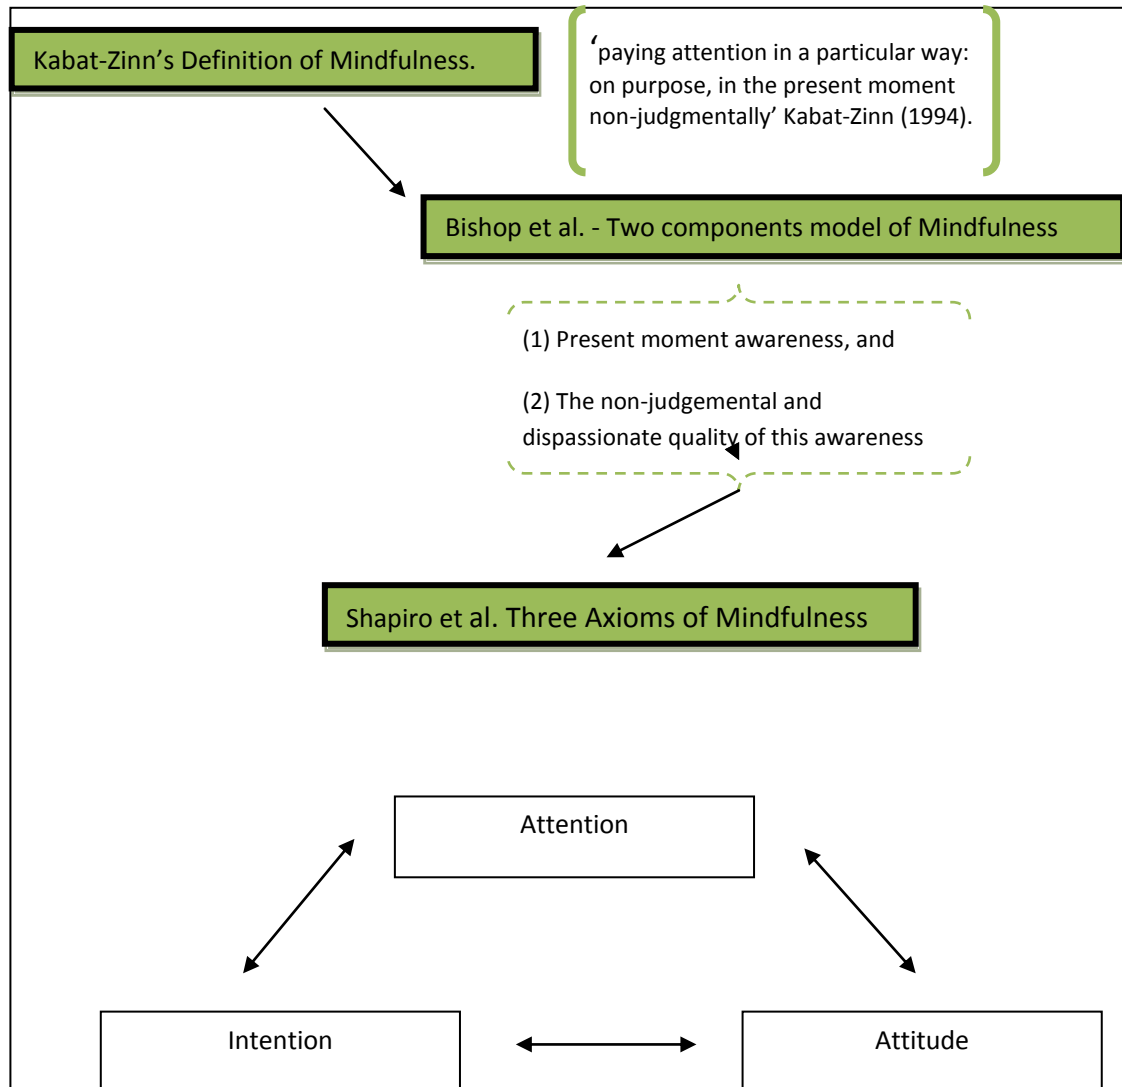 Kabat-Zinn’s Definition of Mindfulness.
‘paying attention in a particular way:
on purpose, in the present moment
non-judgmentally’ Kabat-Zinn (1994).
Bishop et al. - Two components model of Mindfulness
(1) Present moment awareness, and
(2) The non-judgemental and
dispassionate quality of this awareness
Shapiro et al. Three Axioms of Mindfulness
Attention
Intention
Attitude